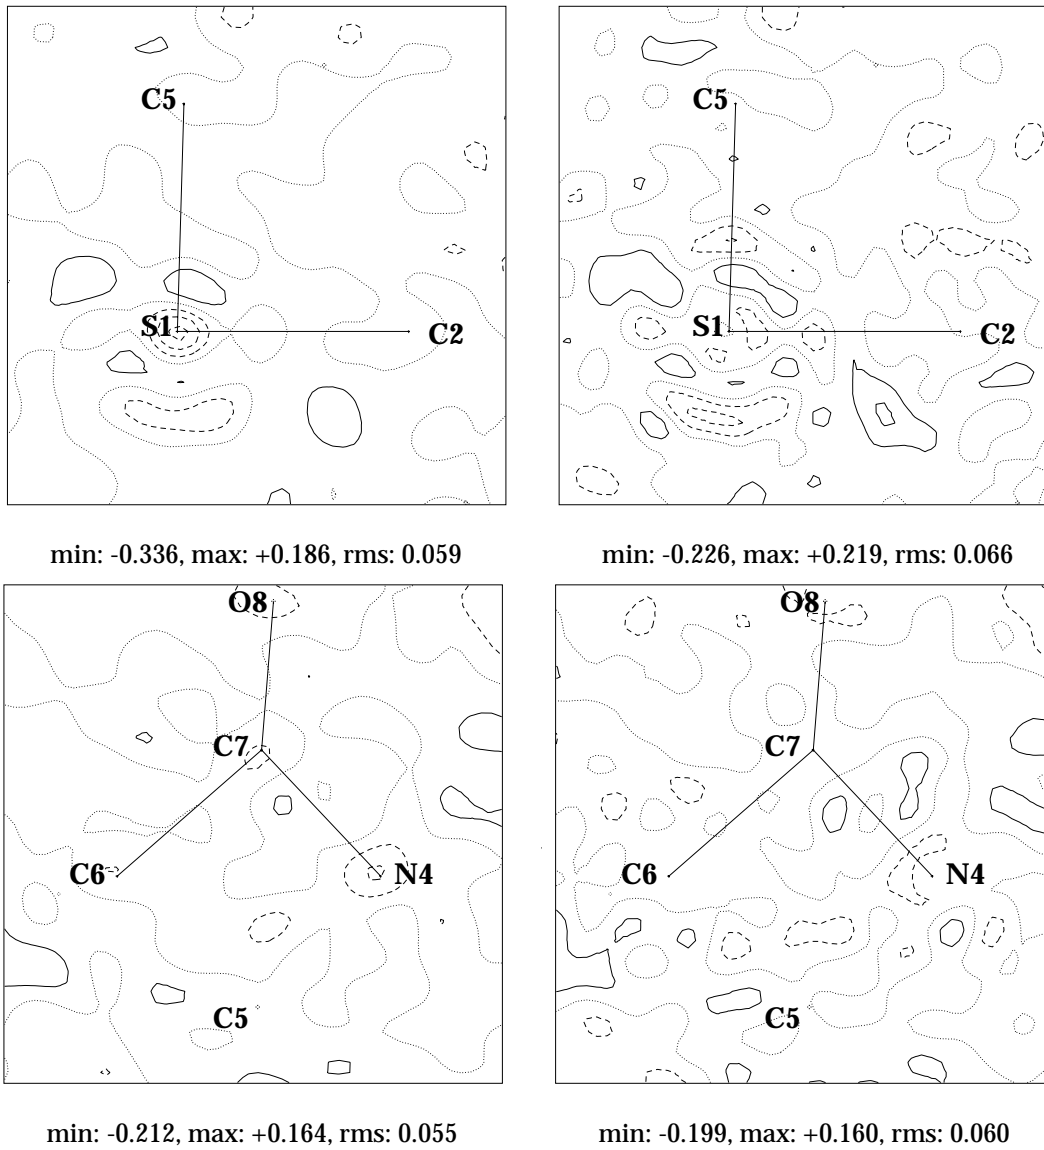 C5 C5
S1 C2 S1 C2
min: -0.336, max: +0.186, rms: 0.059 min: -0.226, max: +0.219, rms: 0.066
O8 O8
C7 C7
C6 N4 C6 N4
C5 C5
min: -0.212, max: +0.164, rms: 0.055 min: -0.199, max: +0.160, rms: 0.060